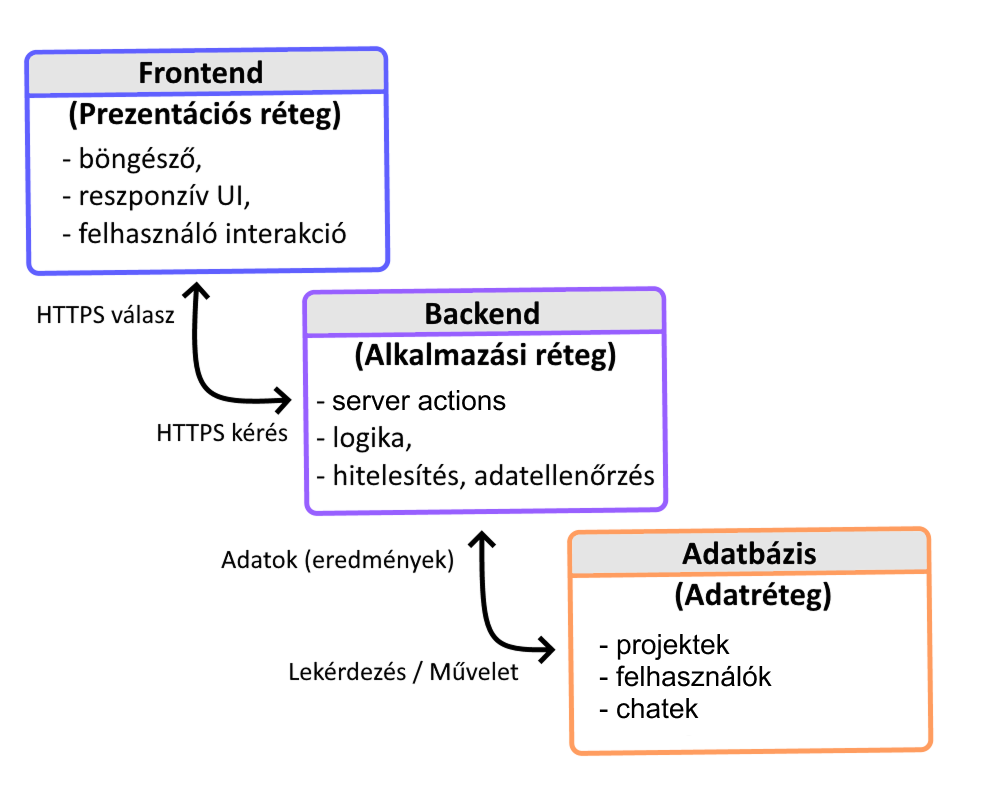 Frontend
(Prezentációs réteg)
- böngésző,
- reszponzív UI,
- felhasználó interakció
HTTPS válasz
HTTPS kérés
Backend
(Alkalmazási réteg)
- server actions
- logika,
- hitelesítés, adatellenőrzés
Adatok (eredmények)
Lekérdezés / Művelet
Adatbázis
(Adatréteg)
- projektek
- felhasználók
- chatek